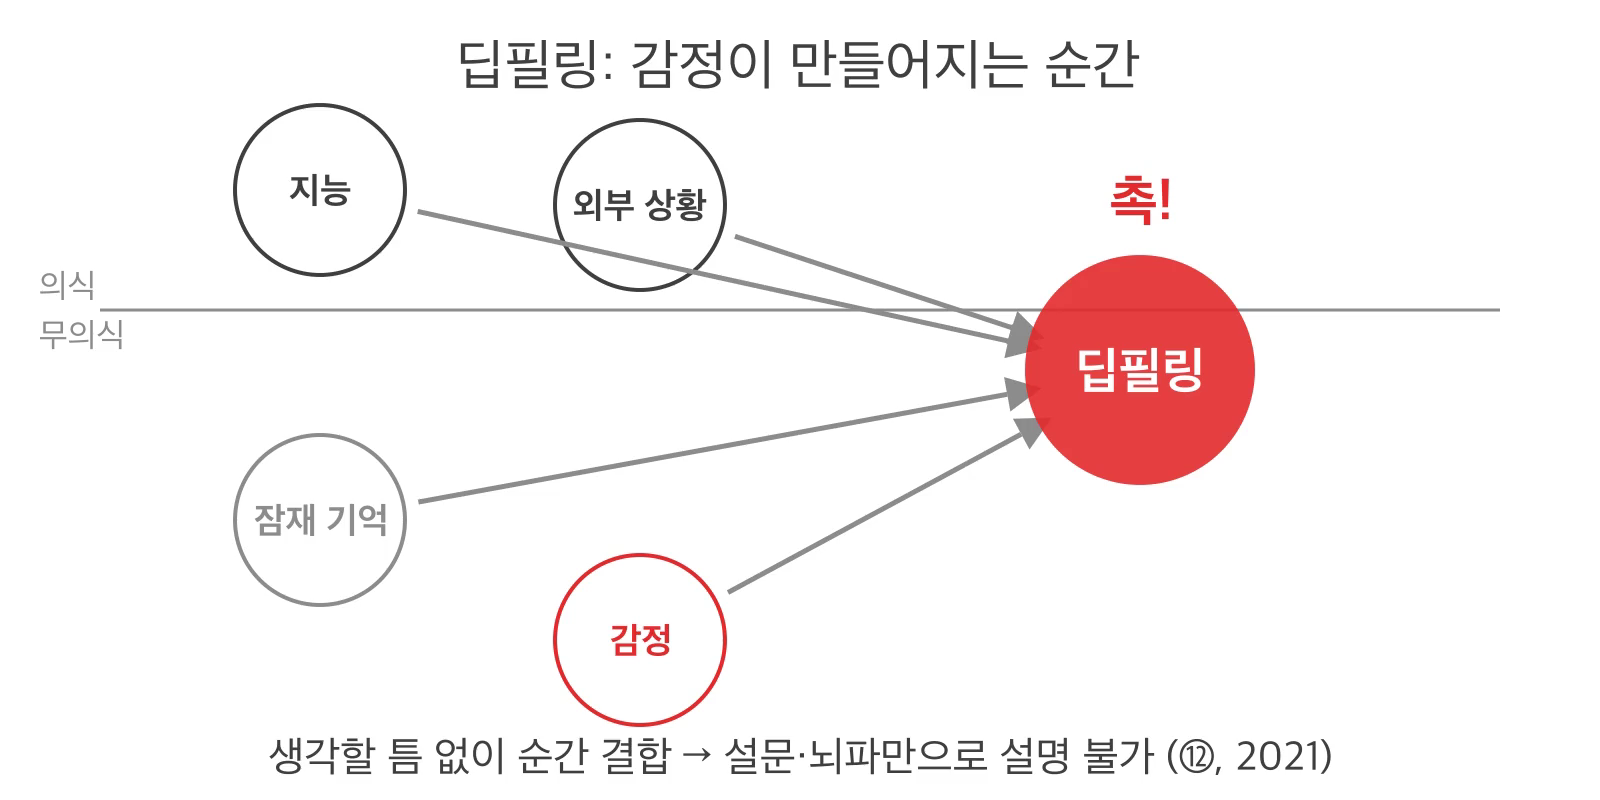 딥필링: 감정이 만들어지는 순간
지능
외부 상황
촉!
의식
무의식
딥필링
잠재 기억
감정
생각할 틈 없이 순간 결합 → 설문·뇌파만으로 설명 불가 (⑫, 2021)